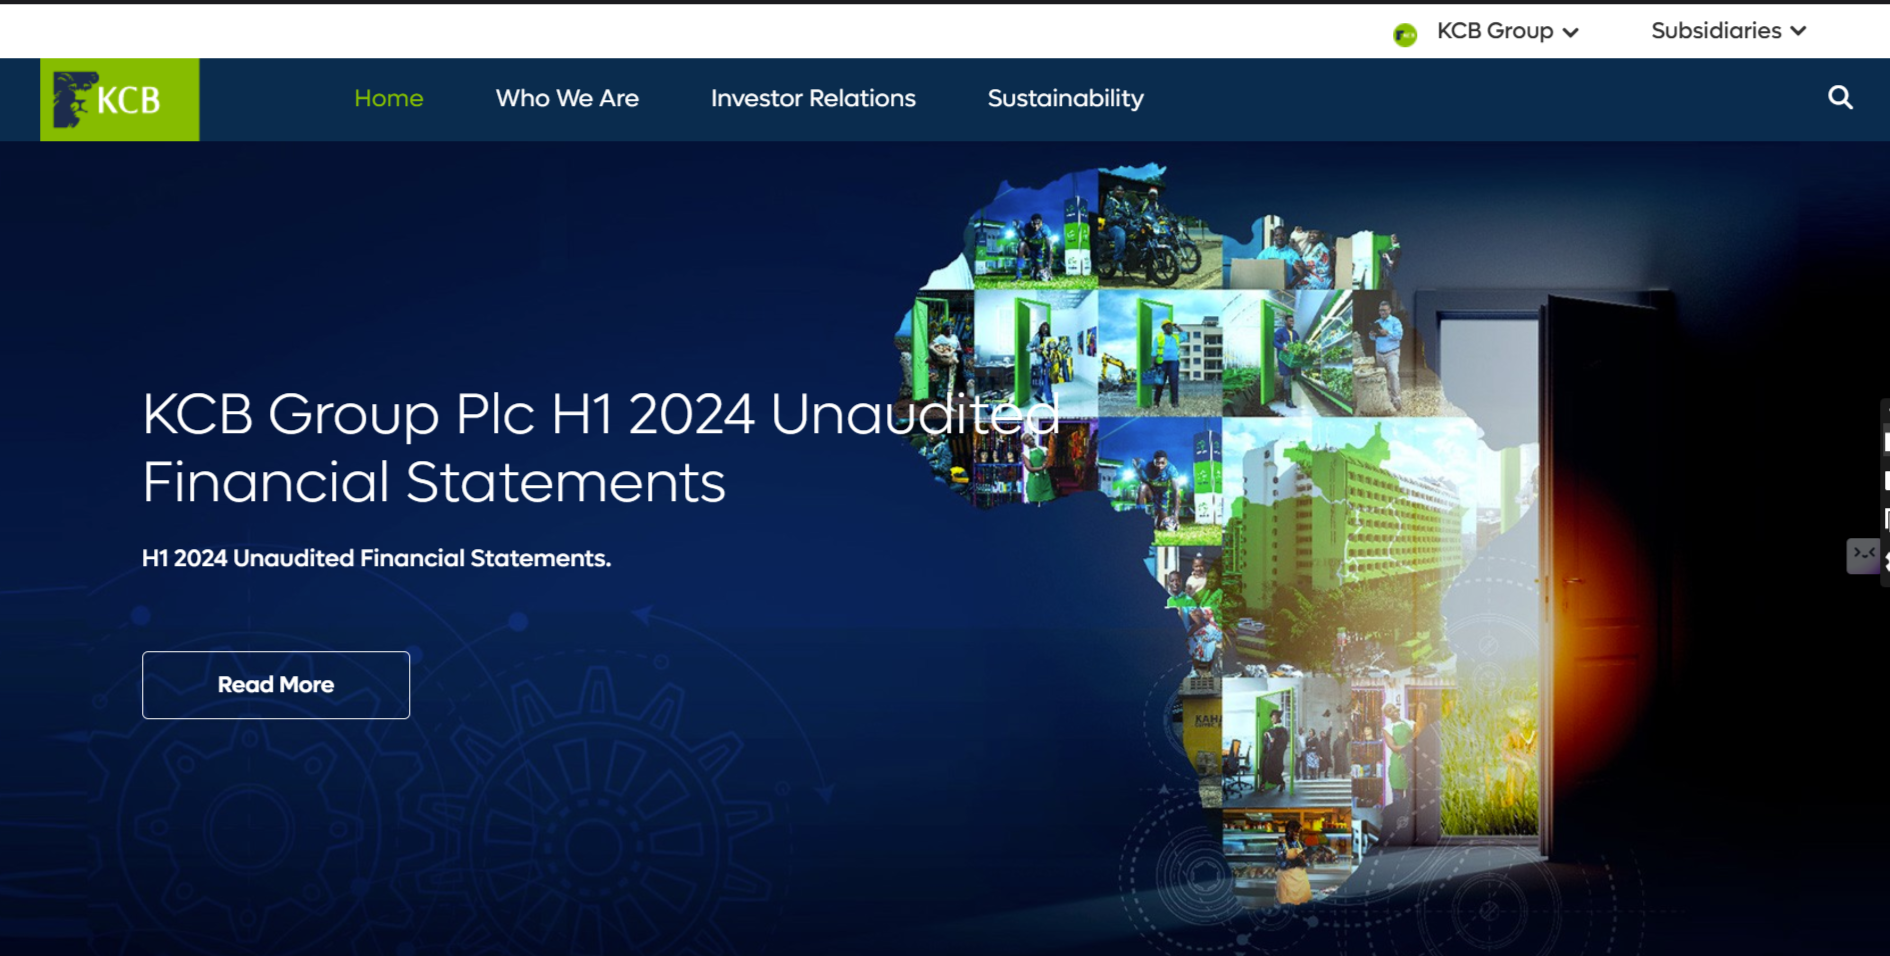 KCB Group
Subsidiaries
KCB
Home
Who We Are
Investor Relations
Sustainability
KCB Group Plc H1 2024 Unaudited
Financial Statements
H1 2024 Unaudited Financial Statements.
Read More